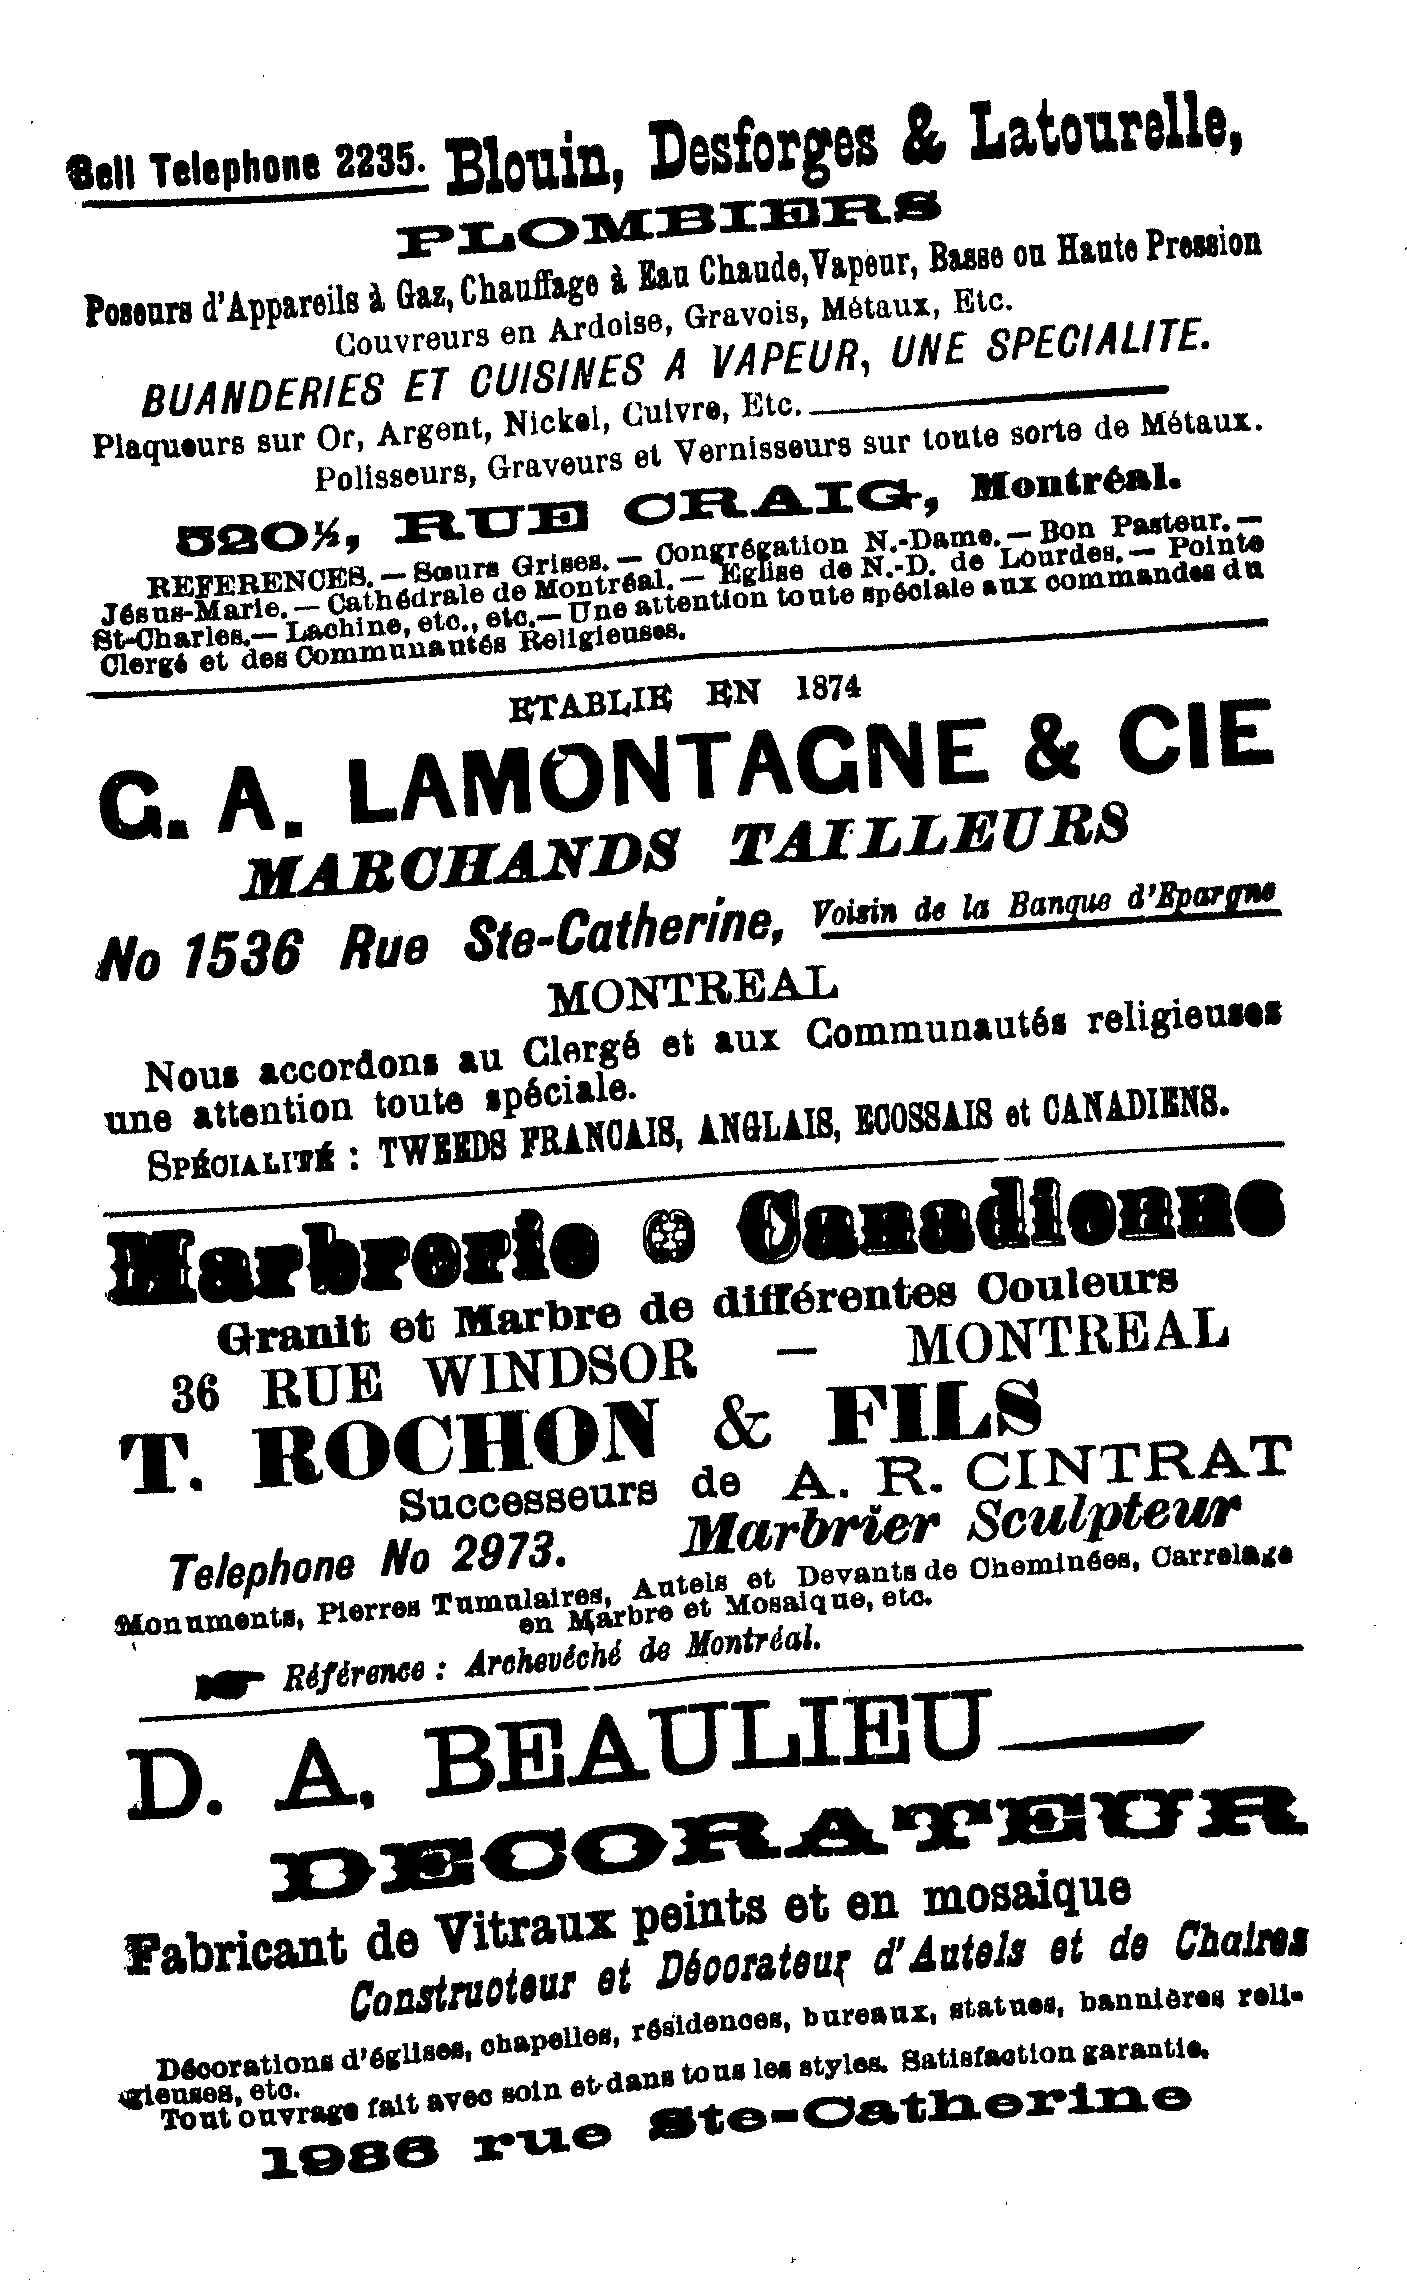 Bell Telephone 2235. Blouin, Desforges & Latourelle,
PLOMBIERS
Poseurs d'Appareils à Gaz, Chauffage à Eau Chaude, Vapeur, Basse ou Haute Pression
Couvreurs en Ardoise, Gravois, Métaux, Etc.
BUANDERIES ET CUISINES A VAPEUR, UNE SPECIALITE.
Plaqueurs sur Or, Argent, Nickel, Cuivre, Etc.
Polisseurs, Graveurs et Vernisseurs sur toute sorte de Métaux.
520½, RUE CRAIG, Montréal.
REFERENCES. — Sœurs Grises. — Congrégation N.-Dame. — Bon Pasteur. —
Jésus-Marie. — Cathédrale de Montréal. — Eglise de N.-D. de Lourdes. — Pointe
St-Charles. — Lachine, etc., etc. — Une attention toute spéciale aux commandes du
Clergé et des Communautés Religieuses.
ETABLIE EN 1874
G. A. LAMONTAGNE & CIE
MARCHANDS TAILLEURS
No 1536 Rue Ste-Catherine, Voisin de la Banque d'Epargne
MONTREAL
Nous accordons au Clergé et aux Communautés religieuses
une attention toute spéciale.
SPÉCIALITÉ : TWEEDS FRANCAIS, ANGLAIS, ECOSSAIS et CANADIENS.
Marbrerie Canadienne
Granit et Marbre de différentes Couleurs
36 RUE WINDSOR — MONTREAL
T. ROCHON & FILS
Successeurs de A. R. CINTRAT
Telephone No 2973. Marbrier Sculpteur
Monuments, Pierres Tumulaires, Autels et Devants de Cheminées, Carrelage
en Marbre et Mosaique, etc.
Référence : Archevéché de Montréal.
D. A. BEAULIEU
DECORATEUR
Fabricant de Vitraux peints et en mosaique
Constructeur et Décorateur d'Autels et de Chaires
Décorations d'églises, chapelles, résidences, bureaux, statues, bannières reli-
gieuses, etc.
Tout ouvrage fait avec soin et dans tous les styles. Satisfaction garantie.
1986 rue Ste-Catherine